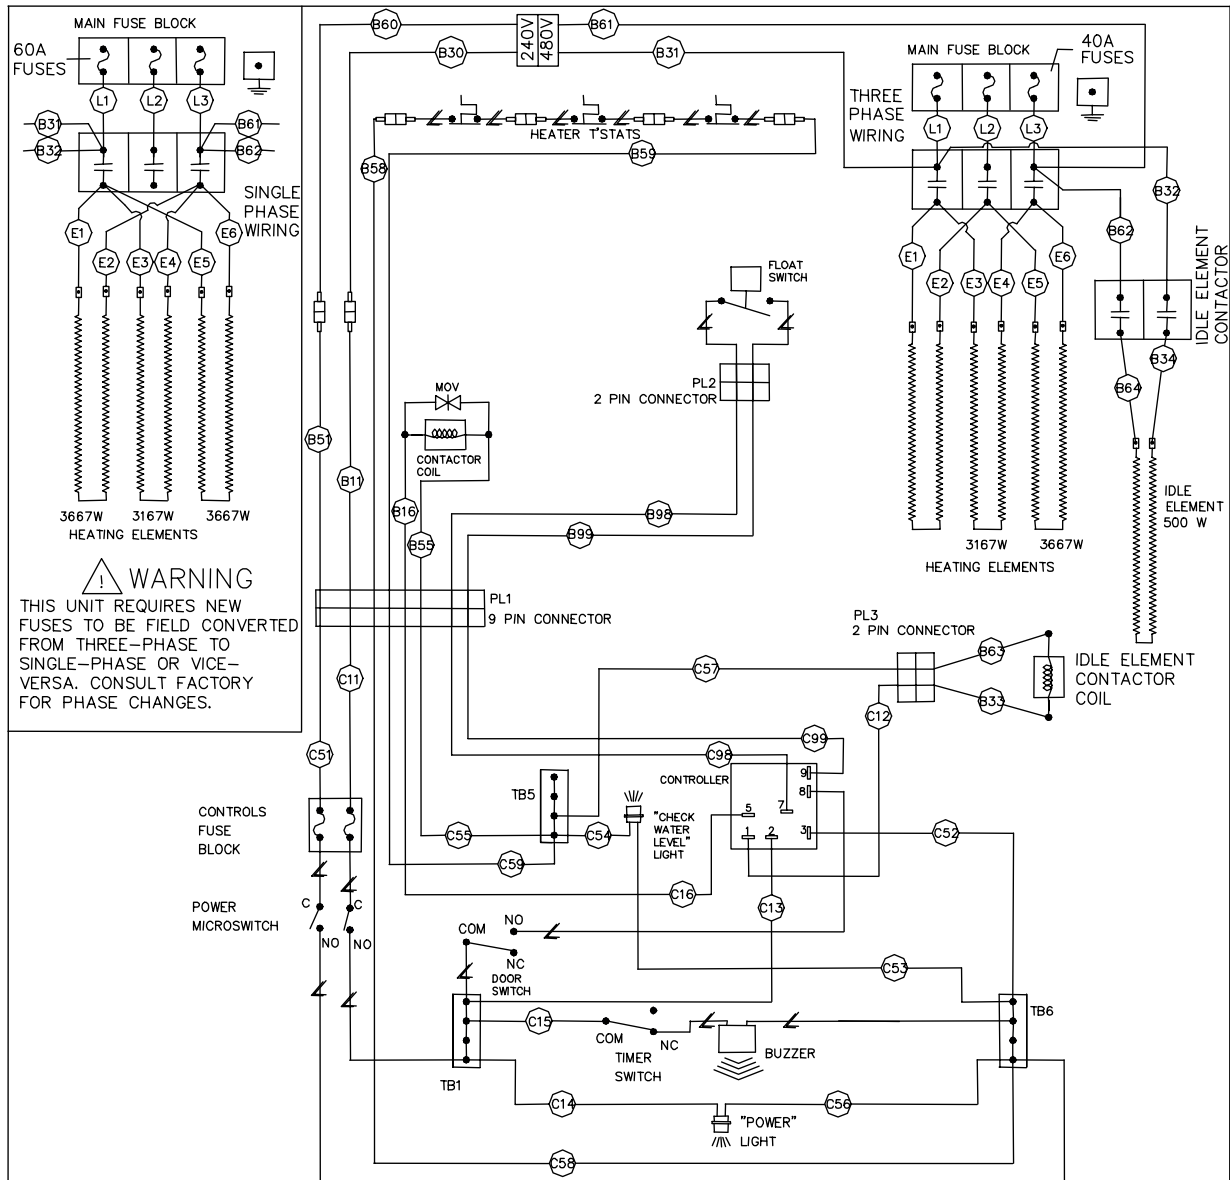 MAIN FUSE BLOCK
60A
FUSES
L1
L2
L3
B31
B32
B61
B62
SINGLE
PHASE
WIRING
E1
E2
E3
E4
E5
E6
3667W
3167W
3667W
HEATING ELEMENTS
! WARNING
THIS UNIT REQUIRES NEW
FUSES TO BE FIELD CONVERTED
FROM THREE-PHASE TO
SINGLE-PHASE OR VICE-
VERSA. CONSULT FACTORY
FOR PHASE CHANGES.
B60
240V
480V
B61
B30
B31
HEATER T'STATS
B59
B58
MAIN FUSE BLOCK
40A
FUSES
THREE
PHASE
WIRING
L1
L2
L3
B32
B62
E1
E2
E3
E4
E5
E6
IDLE ELEMENT
CONTACTOR
B34
B64
IDLE
ELEMENT
500 W
3167W
3667W
HEATING ELEMENTS
FLOAT
SWITCH
PL2
2 PIN CONNECTOR
MOV
CONTACTOR
COIL
B51
B11
B16
B55
B98
B99
PL1
9 PIN CONNECTOR
PL3
2 PIN CONNECTOR
B63
B33
IDLE ELEMENT
CONTACTOR
COIL
C57
C12
C11
C51
C99
C98
CONTROLLER
9
8
7
5
1
2
3
TB5
"CHECK
WATER
LEVEL"
LIGHT
C55
C54
C59
C52
C16
C13
CONTROLS
FUSE
BLOCK
POWER
MICROSWITCH
C
C
NO
NO
COM
NO
NC
DOOR
SWITCH
C53
C15
COM
NC
TIMER
SWITCH
BUZZER
TB6
TB1
C14
C56
"POWER"
LIGHT
C58